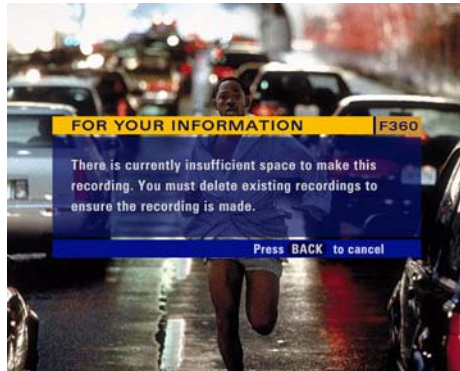 FOR YOUR INFORMATION F360
There is currently insufficient space to make this
recording. You must delete existing recordings to
ensure the recording is made.
Press BACK to cancel